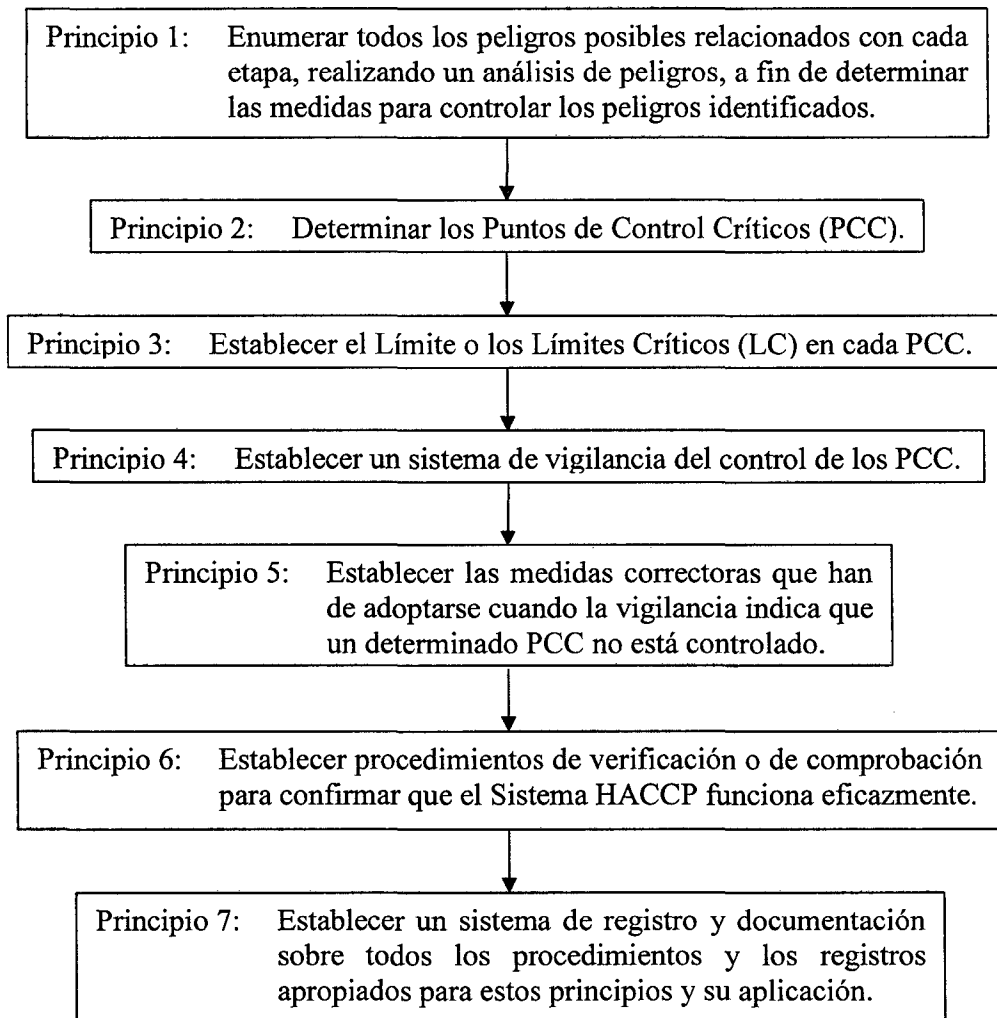 Principio 1: Enumerar todos los peligros posibles relacionados con cada
etapa, realizando un análisis de peligros, a fin de determinar
las medidas para controlar los peligros identificados.
Principio 2: Determinar los Puntos de Control Críticos (PCC).
Principio 3: Establecer el Límite o los Límites Críticos (LC) en cada PCC.
Principio 4: Establecer un sistema de vigilancia del control de los PCC.
Principio 5: Establecer las medidas correctoras que han
de adoptarse cuando la vigilancia indica que
un determinado PCC no está controlado.
Principio 6: Establecer procedimientos de verificación o de comprobación
para confirmar que el Sistema HACCP funciona eficazmente.
Principio 7: Establecer un sistema de registro y documentación
sobre todos los procedimientos y los registros
apropiados para estos principios y su aplicación.